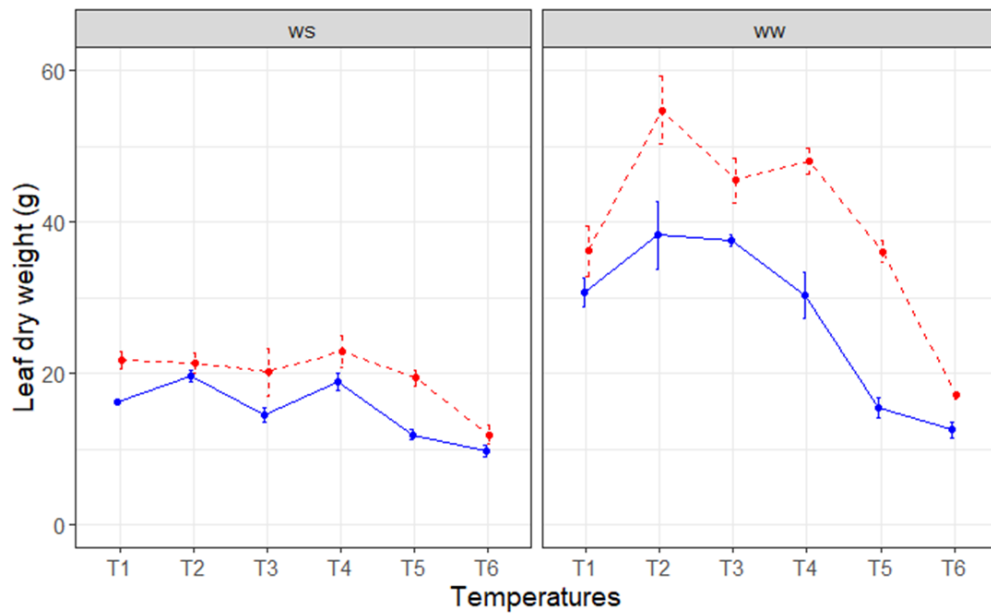 ws ww
Leaf dry weight (g)
60
40
20
0
T1 T2 T3 T4 T5 T6 T1 T2 T3 T4 T5 T6
Temperatures